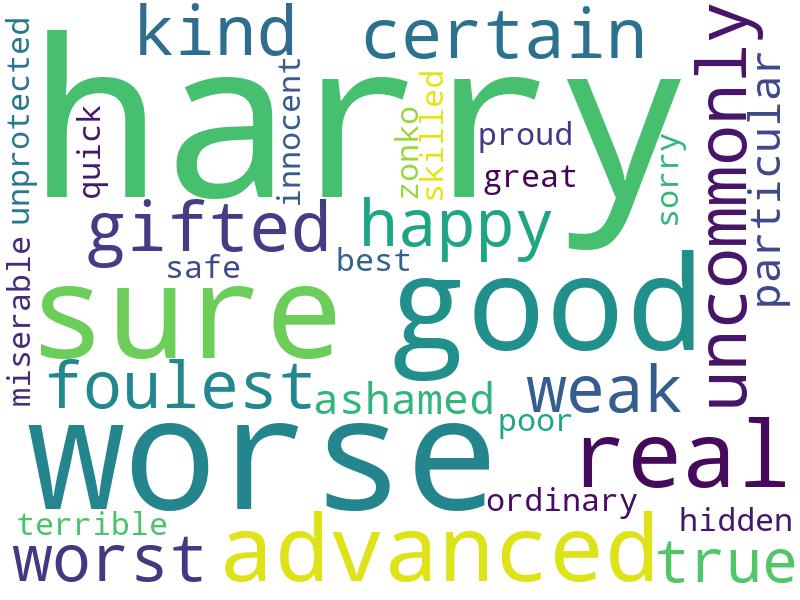 kind
certain
unprotected
harry
quick
innocent
zonko
skilled
proud
great
sorry
uncommonly
particular
gifted
happy
safe
best
miserable
sure
good
foulest
ashamed
weak
poor
worse
real
ordinary
hidden
terrible
worst
advanced
true